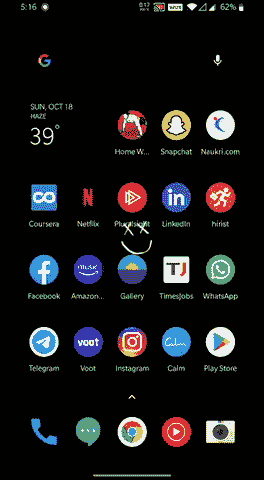 5:16
62%
SUN, OCT 18
HAZE
39°
Home W...
Snapchat
Naukri.com
Coursera
Netflix
Pluralsight
LinkedIn
hirist
Facebook
Amazon...
Gallery
TimesJobs
WhatsApp
Telegram
Voot
Instagram
Calm
Play Store